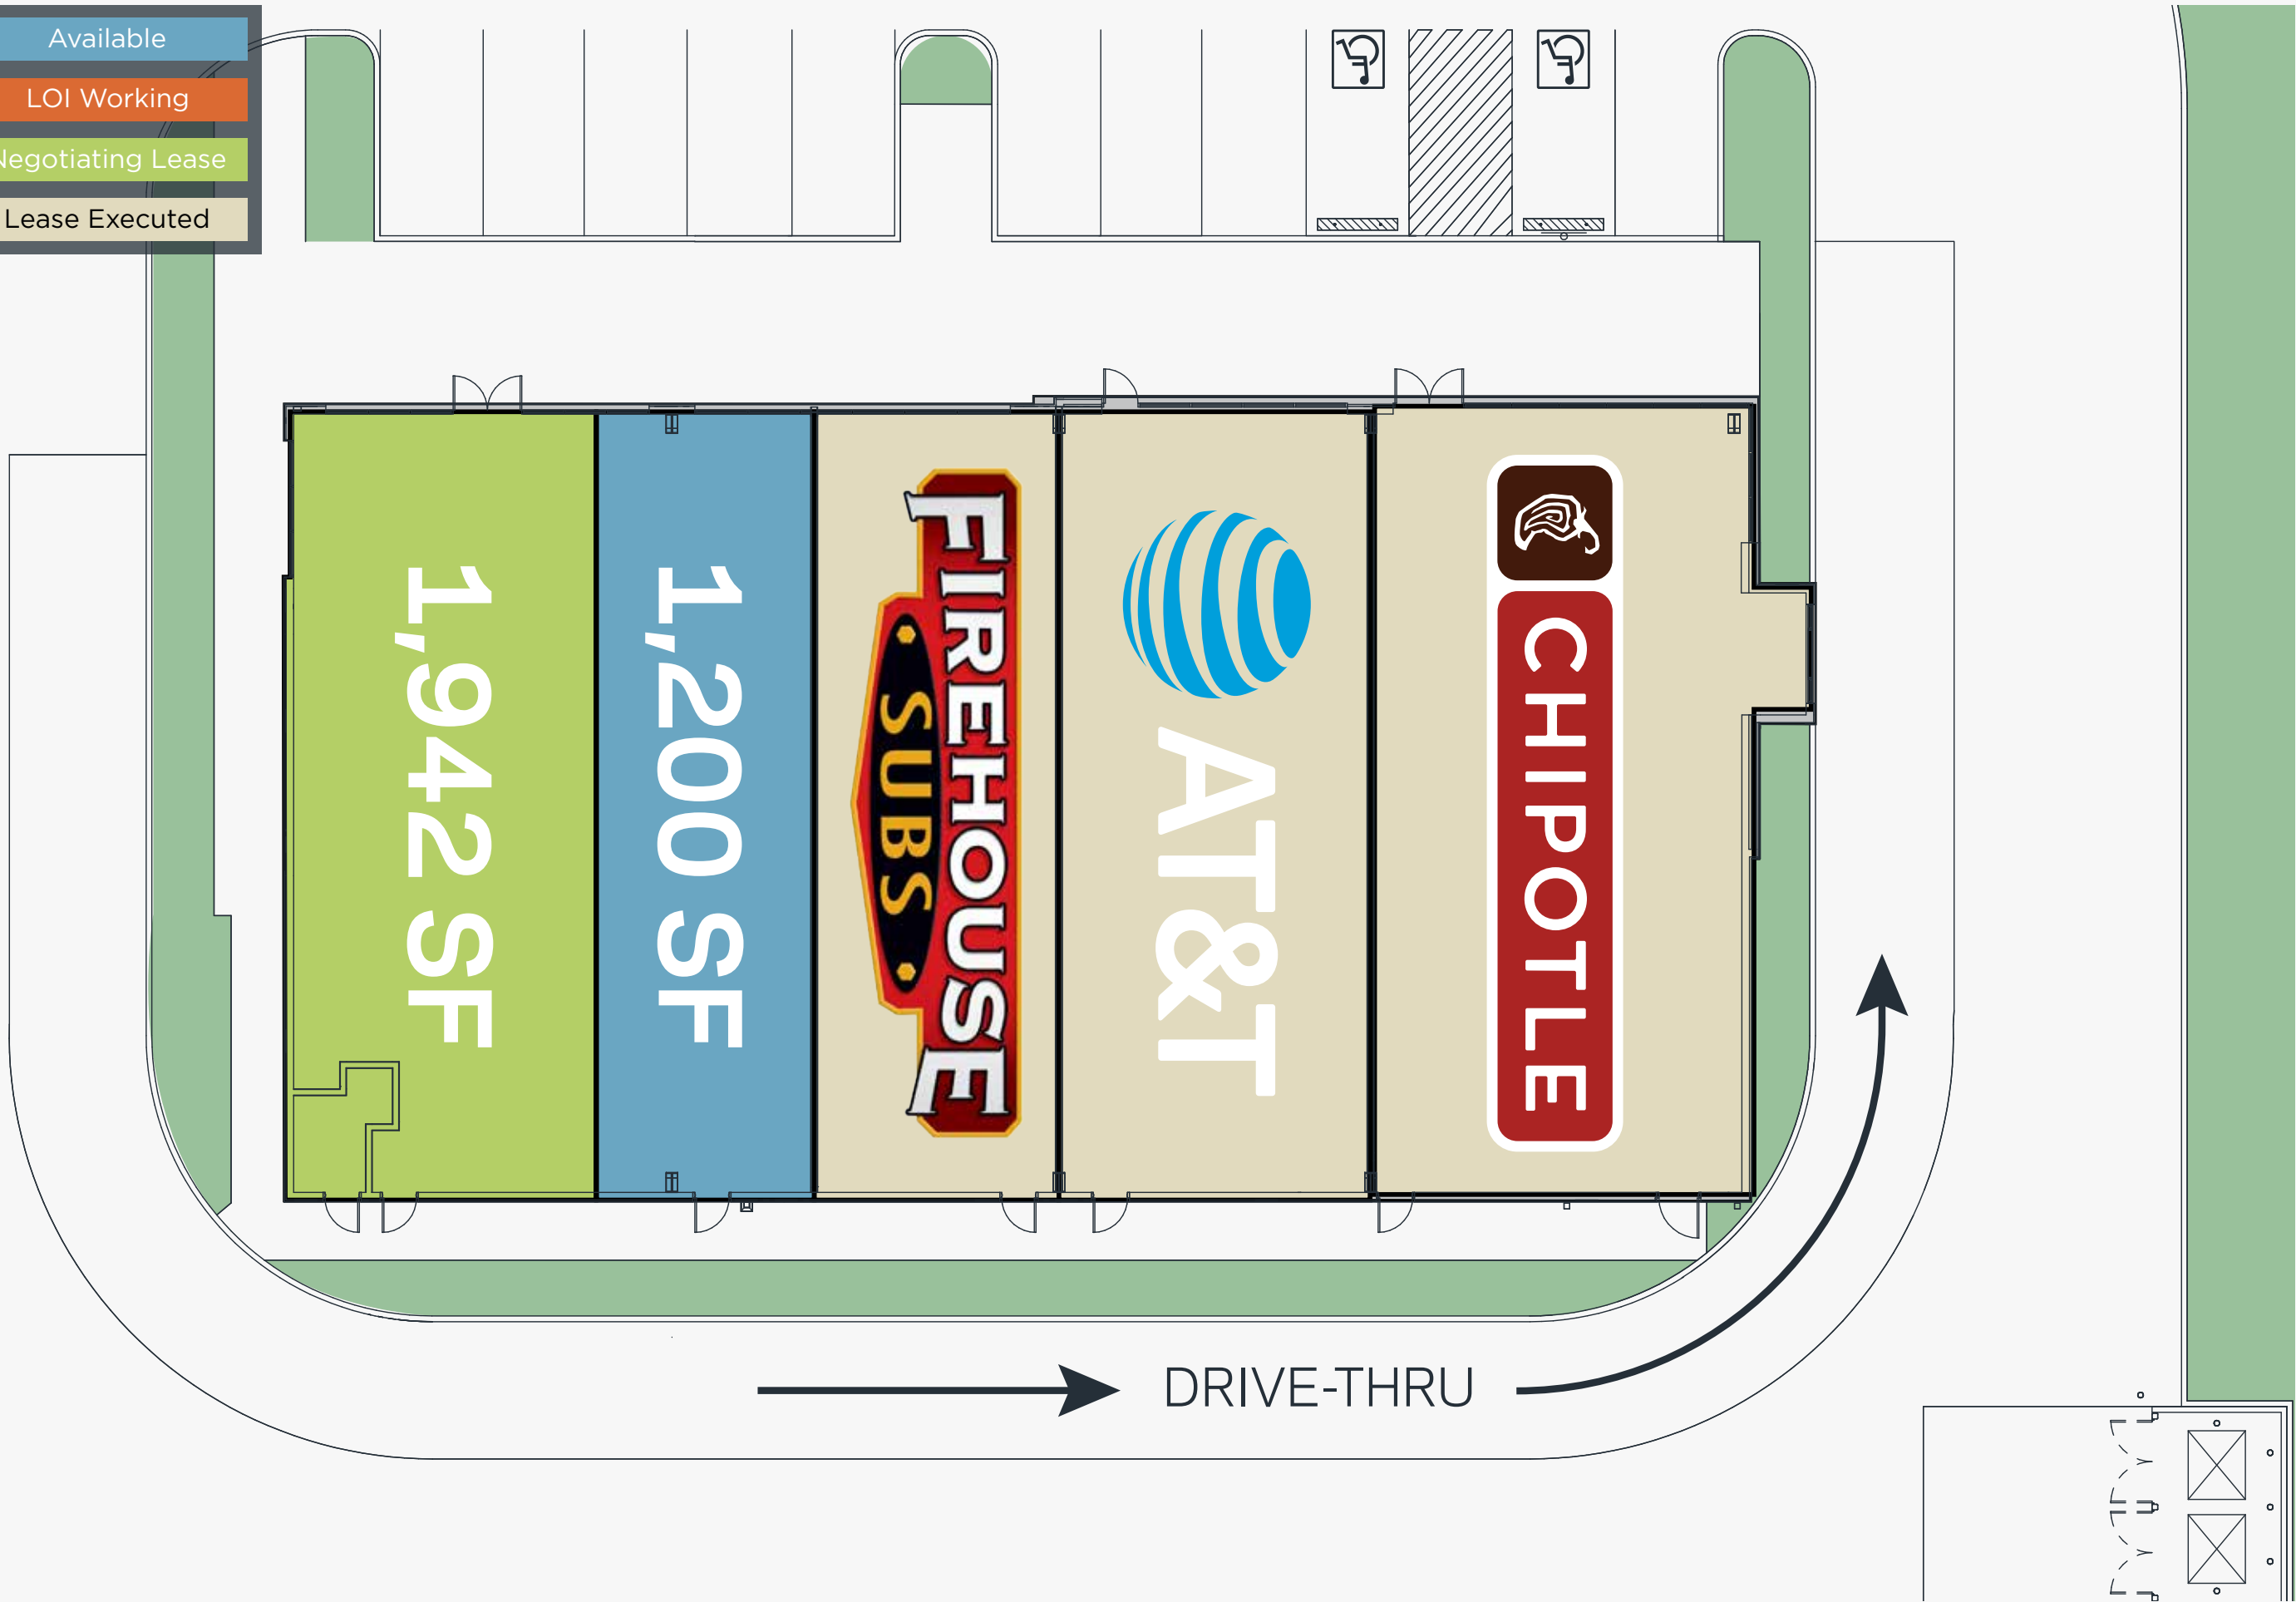 Available
LOI Working
Negotiating Lease
Lease Executed
1,942 SF
1,200 SF
FIREHOUSE
SUBS
AT&T
CHIPOTLE
DRIVE-THRU